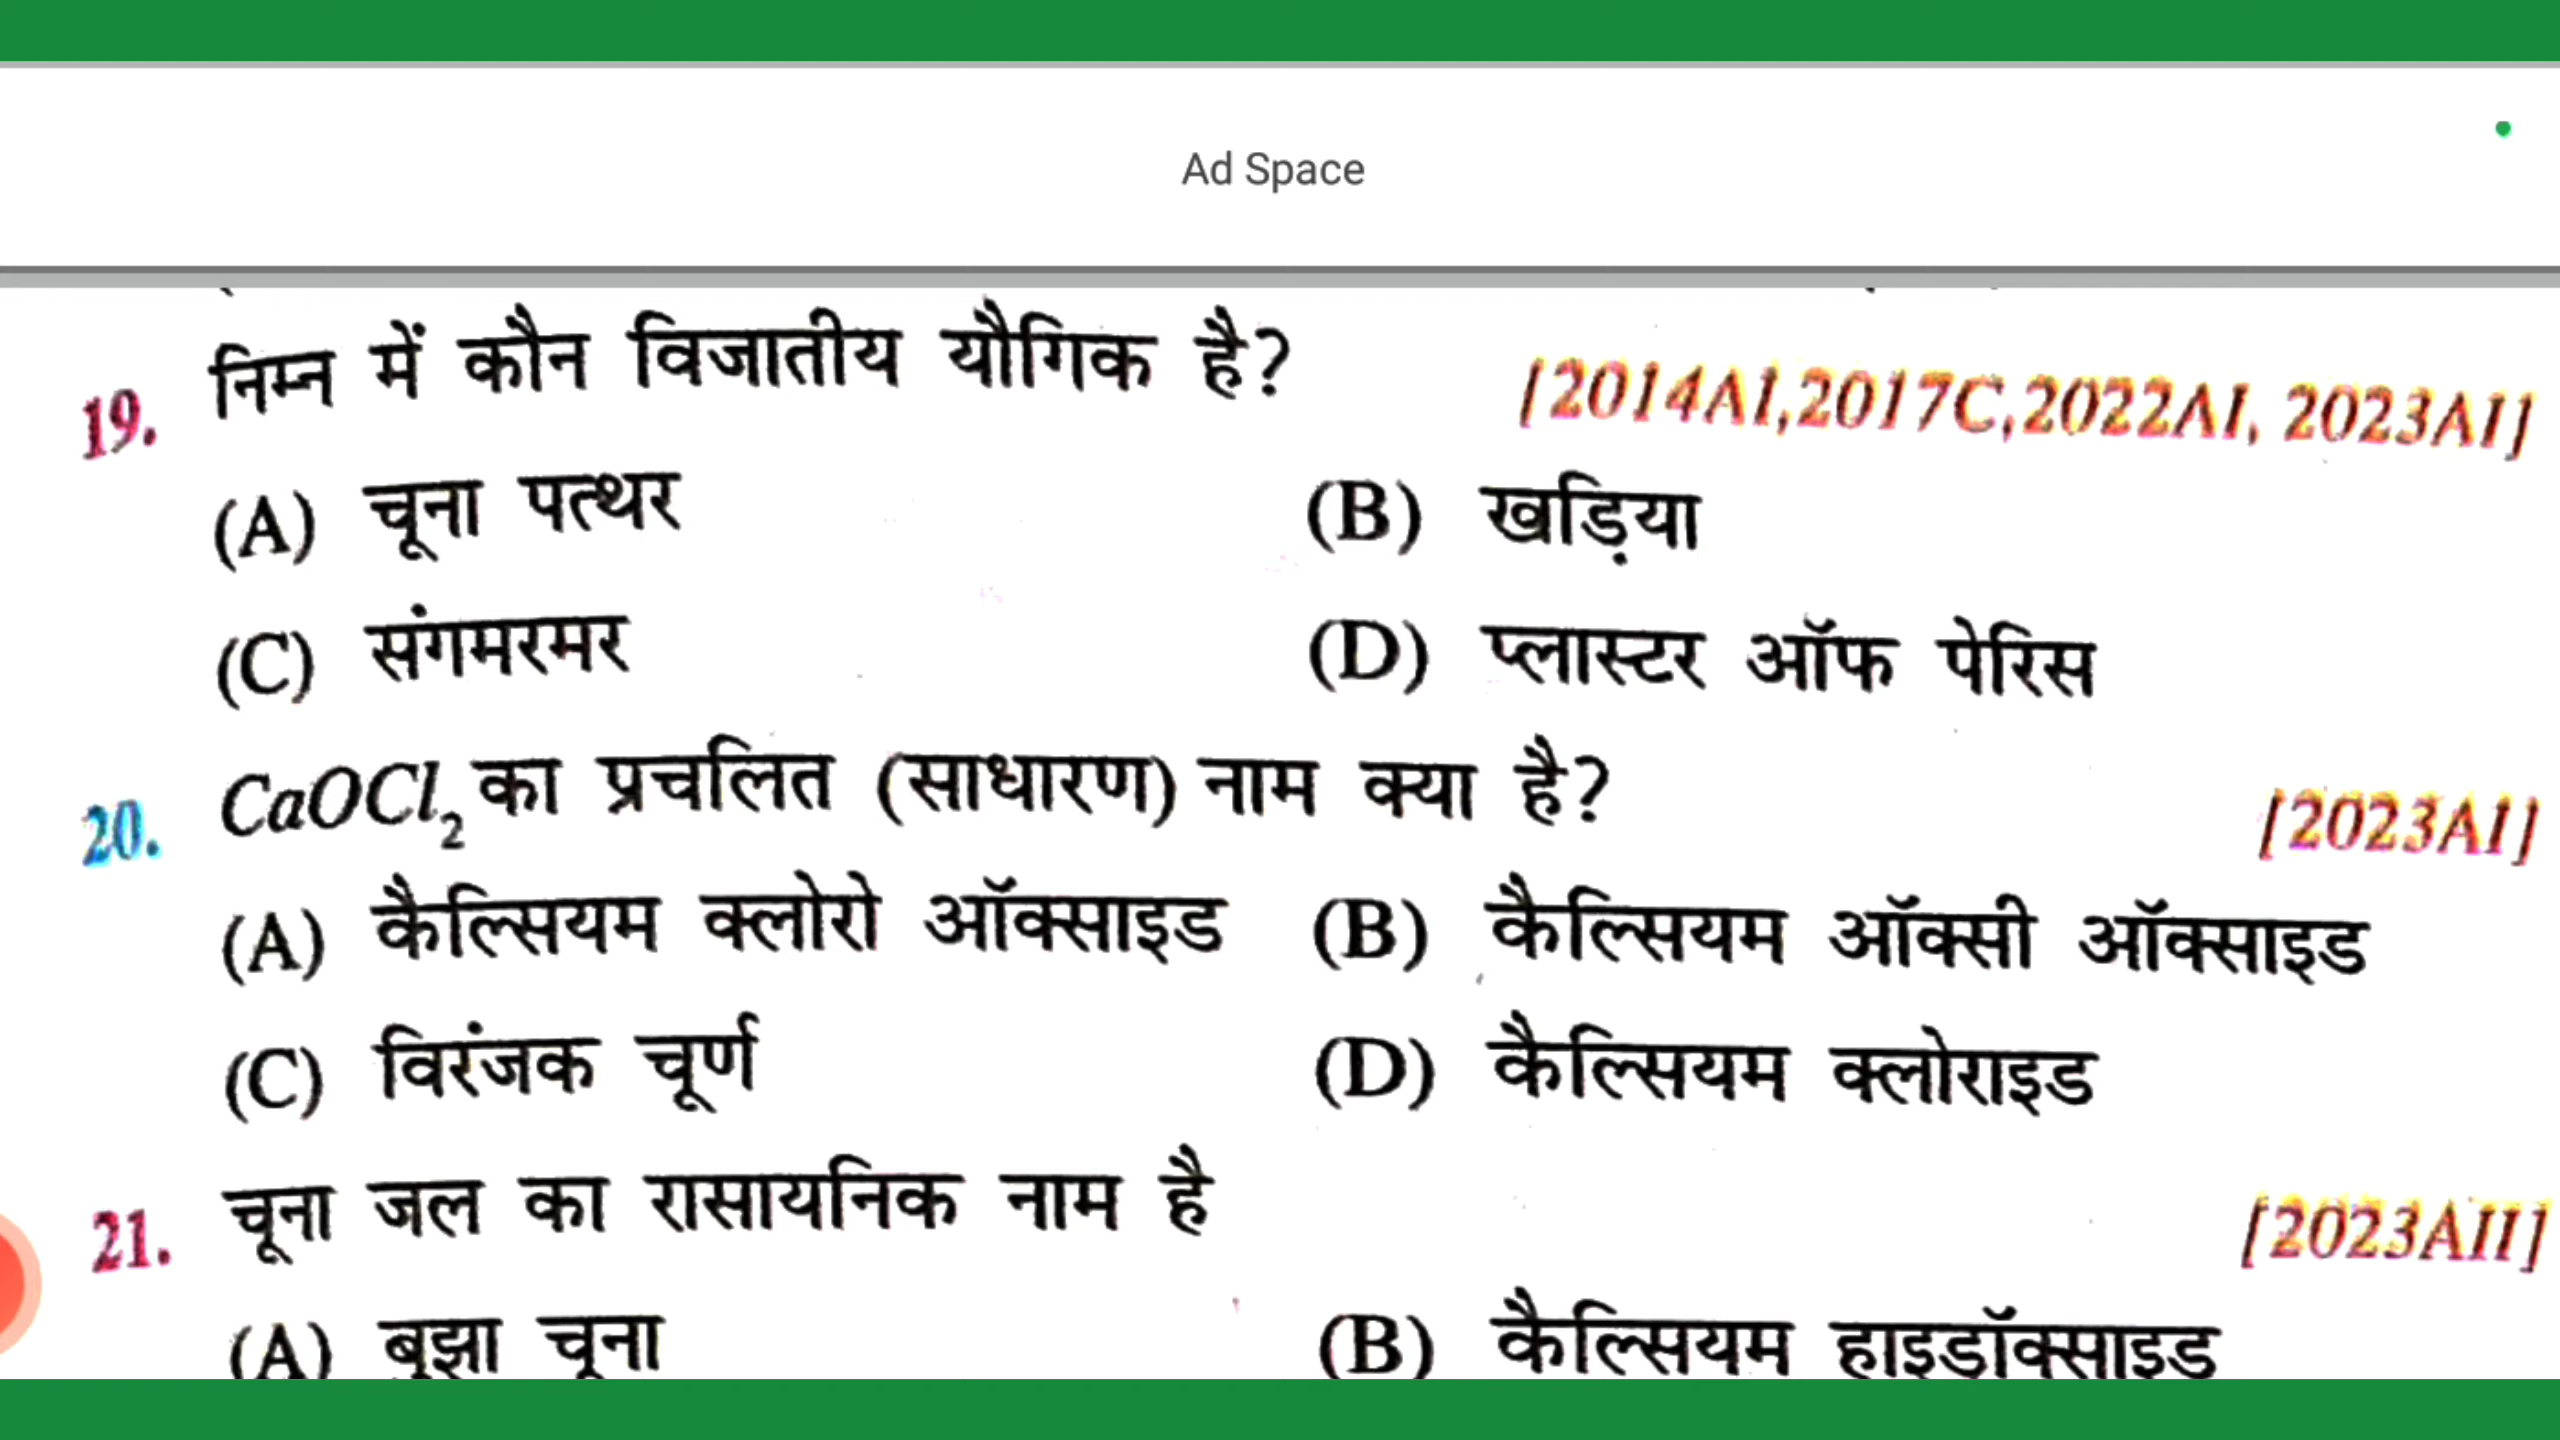 Ad Space
19. निम्न में कौन विजातीय यौगिक है? [2014AI,2017C,2022AI, 2023AI]
(A) चूना पत्थर (B) खड़िया
(C) संगमरमर (D) प्लास्टर ऑफ पेरिस
20. CaOCl₂ का प्रचलित (साधारण) नाम क्या है? [2023AI]
(A) कैल्सियम क्लोरो ऑक्साइड (B) कैल्सियम ऑक्सी ऑक्साइड
(C) विरंजक चूर्ण (D) कैल्सियम क्लोराइड
21. चूना जल का रासायनिक नाम है [2023AII]
(A) बुझा चूना (B) कैल्सियम हाइडॉक्साइड